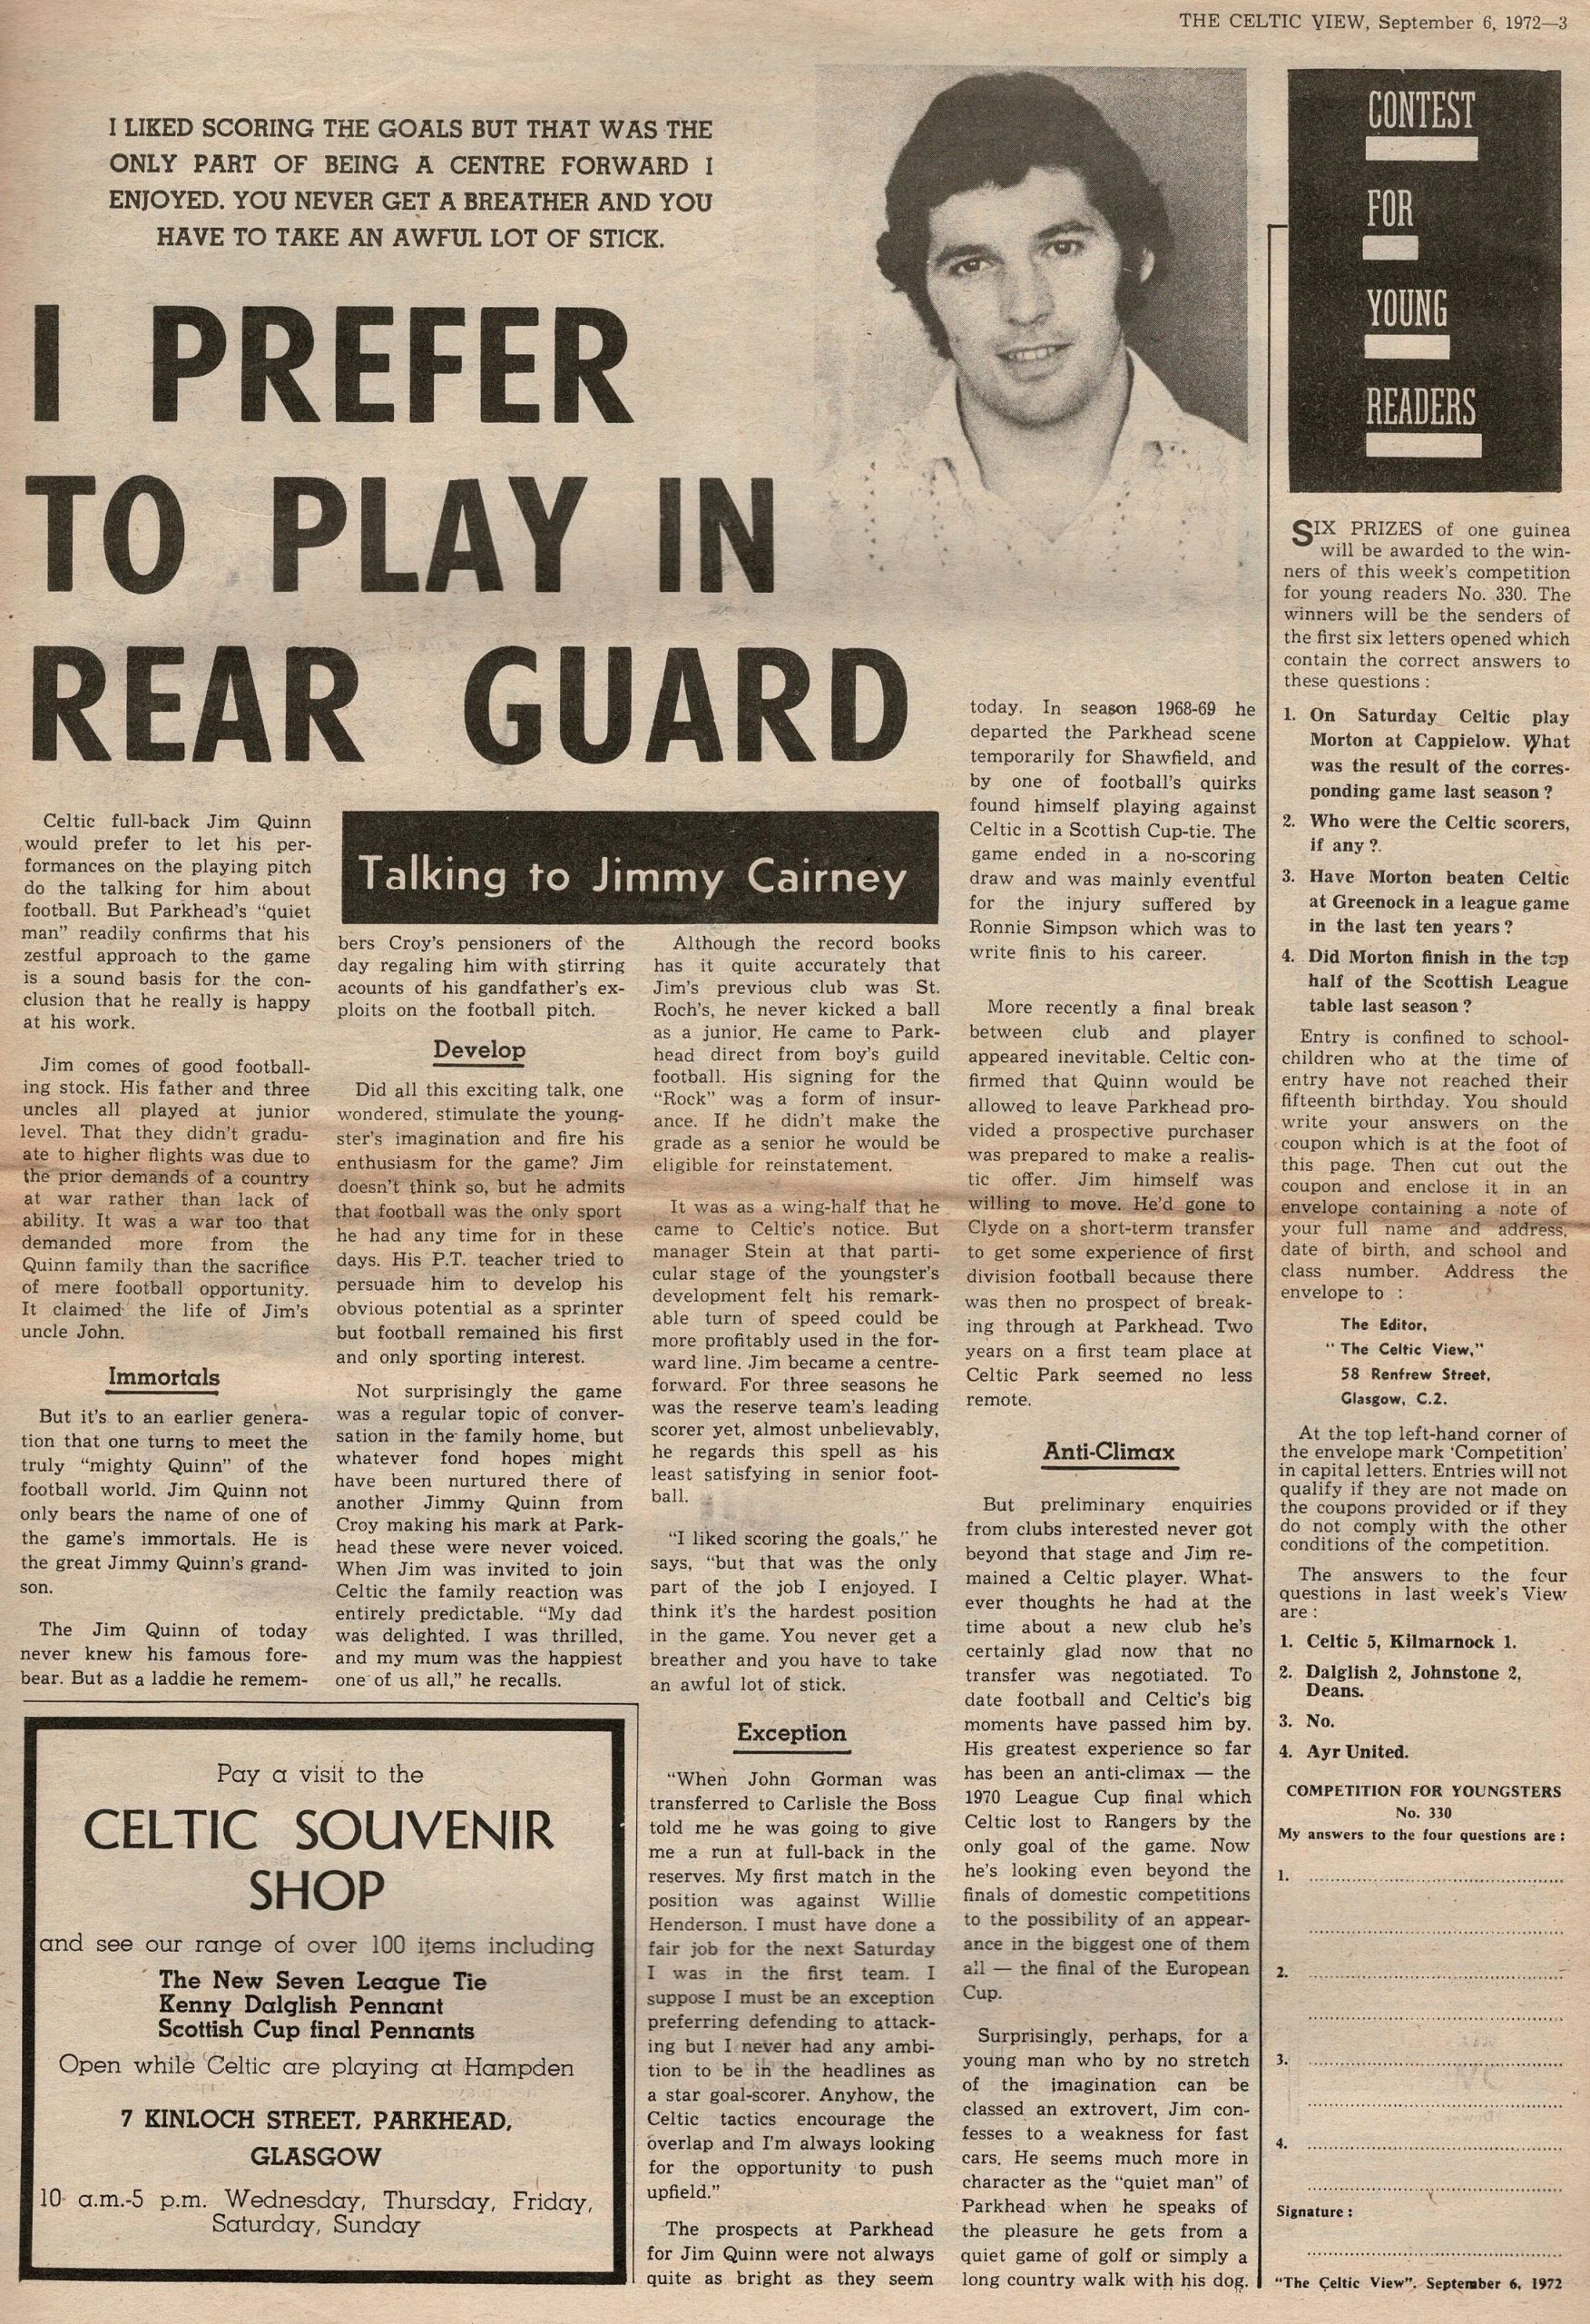 THE CELTIC VIEW, September 6, 1972—3
I LIKED SCORING THE GOALS BUT THAT WAS THE
ONLY PART OF BEING A CENTRE FORWARD I
ENJOYED. YOU NEVER GET A BREATHER AND YOU
HAVE TO TAKE AN AWFUL LOT OF STICK.
I PREFER
TO PLAY IN
REAR GUARD
Talking to Jimmy Cairney
Celtic full-back Jim Quinn
would prefer to let his per-
formances on the playing pitch
do the talking for him about
football. But Parkhead's "quiet
man" readily confirms that his
zestful approach to the game
is a sound basis for the con-
clusion that he really is happy
at his work.
Jim comes of good football-
ing stock. His father and three
uncles all played at junior
level. That they didn't gradu-
ate to higher flights was due to
the prior demands of a country
at war rather than lack of
ability. It was a war too that
demanded more from the
Quinn family than the sacrifice
of mere football opportunity.
It claimed the life of Jim's
uncle John.
Immortals
But it's to an earlier genera-
tion that one turns to meet the
truly "mighty Quinn" of the
football world. Jim Quinn not
only bears the name of one of
the game's immortals. He is
the great Jimmy Quinn's grand-
son.
The Jim Quinn of today
never knew his famous fore-
bear. But as a laddie he remem-
bers Croy's pensioners of the
day regaling him with stirring
acounts of his gandfather's ex-
ploits on the football pitch.
Develop
Did all this exciting talk, one
wondered, stimulate the young-
ster's imagination and fire his
enthusiasm for the game? Jim
doesn't think so, but he admits
that football was the only sport
he had any time for in these
days. His P.T. teacher tried to
persuade him to develop his
obvious potential as a sprinter
but football remained his first
and only sporting interest.
Not surprisingly the game
was a regular topic of conver-
sation in the family home, but
whatever fond hopes might
have been nurtured there of
another Jimmy Quinn from
Croy making his mark at Park-
head these were never voiced.
When Jim was invited to join
Celtic the family reaction was
entirely predictable. "My dad
was delighted. I was thrilled,
and my mum was the happiest
one of us all," he recalls.
Although the record books
has it quite accurately that
Jim's previous club was St.
Roch's, he never kicked a ball
as a junior. He came to Park-
head direct from boy's guild
football. His signing for the
"Rock" was a form of insur-
ance. If he didn't make the
grade as a senior he would be
eligible for reinstatement.
It was as a wing-half that he
came to Celtic's notice. But
manager Stein at that parti-
cular stage of the youngster's
development felt his remark-
able turn of speed could be
more profitably used in the for-
ward line. Jim became a centre-
forward. For three seasons he
was the reserve team's leading
scorer yet, almost unbelievably,
he regards this spell as his
least satisfying in senior foot-
ball.
"I liked scoring the goals," he
says, "but that was the only
part of the job I enjoyed. I
think it's the hardest position
in the game. You never get a
breather and you have to take
an awful lot of stick.
Exception
"When John Gorman was
transferred to Carlisle the Boss
told me he was going to give
me a run at full-back in the
reserves. My first match in the
position was against Willie
Henderson. I must have done a
fair job for the next Saturday
I was in the first team. I
suppose I must be an exception
preferring defending to attack-
ing but I never had any ambi-
tion to be in the headlines as
a star goal-scorer. Anyhow, the
Celtic tactics encourage the
overlap and I'm always looking
for the opportunity to push
upfield."
The prospects at Parkhead
for Jim Quinn were not always
quite as bright as they seem
today. In season 1968-69 he
departed the Parkhead scene
temporarily for Shawfield, and
by one of football's quirks
found himself playing against
Celtic in a Scottish Cup-tie. The
game ended in a no-scoring
draw and was mainly eventful
for the injury suffered by
Ronnie Simpson which was to
write finis to his career.
More recently a final break
between club and player
appeared inevitable. Celtic con-
firmed that Quinn would be
allowed to leave Parkhead pro-
vided a prospective purchaser
was prepared to make a realis-
tic offer. Jim himself was
willing to move. He'd gone to
Clyde on a short-term transfer
to get some experience of first
division football because there
was then no prospect of break-
ing through at Parkhead. Two
years on a first team place at
Celtic Park seemed no less
remote.
Anti-Climax
But preliminary enquiries
from clubs interested never got
beyond that stage and Jim re-
mained a Celtic player. What-
ever thoughts he had at the
time about a new club he's
certainly glad now that no
transfer was negotiated. To
date football and Celtic's big
moments have passed him by.
His greatest experience so far
has been an anti-climax — the
1970 League Cup final which
Celtic lost to Rangers by the
only goal of the game. Now
he's looking even beyond the
finals of domestic competitions
to the possibility of an appear-
ance in the biggest one of them
all — the final of the European
Cup.
Surprisingly, perhaps, for a
young man who by no stretch
of the imagination can be
classed an extrovert, Jim con-
fesses to a weakness for fast
cars. He seems much more in
character as the "quiet man" of
Parkhead when he speaks of
the pleasure he gets from a
quiet game of golf or simply a
long country walk with his dog.
Pay a visit to the
CELTIC SOUVENIR
SHOP
and see our range of over 100 items including
The New Seven League Tie
Kenny Dalglish Pennant
Scottish Cup final Pennants
Open while Celtic are playing at Hampden
7 KINLOCH STREET, PARKHEAD,
GLASGOW
10 a.m.-5 p.m. Wednesday, Thursday, Friday,
Saturday, Sunday
CONTEST
FOR
YOUNG
READERS
SIX PRIZES of one guinea
will be awarded to the win-
ners of this week's competition
for young readers No. 330. The
winners will be the senders of
the first six letters opened which
contain the correct answers to
these questions :
1. On Saturday Celtic play
Morton at Cappielow. What
was the result of the corres-
ponding game last season ?
2. Who were the Celtic scorers,
if any ?
3. Have Morton beaten Celtic
at Greenock in a league game
in the last ten years ?
4. Did Morton finish in the top
half of the Scottish League
table last season ?
Entry is confined to school-
children who at the time of
entry have not reached their
fifteenth birthday. You should
write your answers on the
coupon which is at the foot of
this page. Then cut out the
coupon and enclose it in an
envelope containing a note of
your full name and address,
date of birth, and school and
class number. Address the
envelope to :
The Editor,
"The Celtic View,"
58 Renfrew Street,
Glasgow, C.2.
At the top left-hand corner of
the envelope mark 'Competition'
in capital letters. Entries will not
qualify if they are not made on
the coupons provided or if they
do not comply with the other
conditions of the competition.
The answers to the four
questions in last week's View
are :
1. Celtic 5, Kilmarnock 1.
2. Dalglish 2, Johnstone 2,
Deans.
3. No.
4. Ayr United.
COMPETITION FOR YOUNGSTERS
No. 330
My answers to the four questions are :
1.
2.
3.
4.
Signature :
"The Celtic View". September 6, 1972